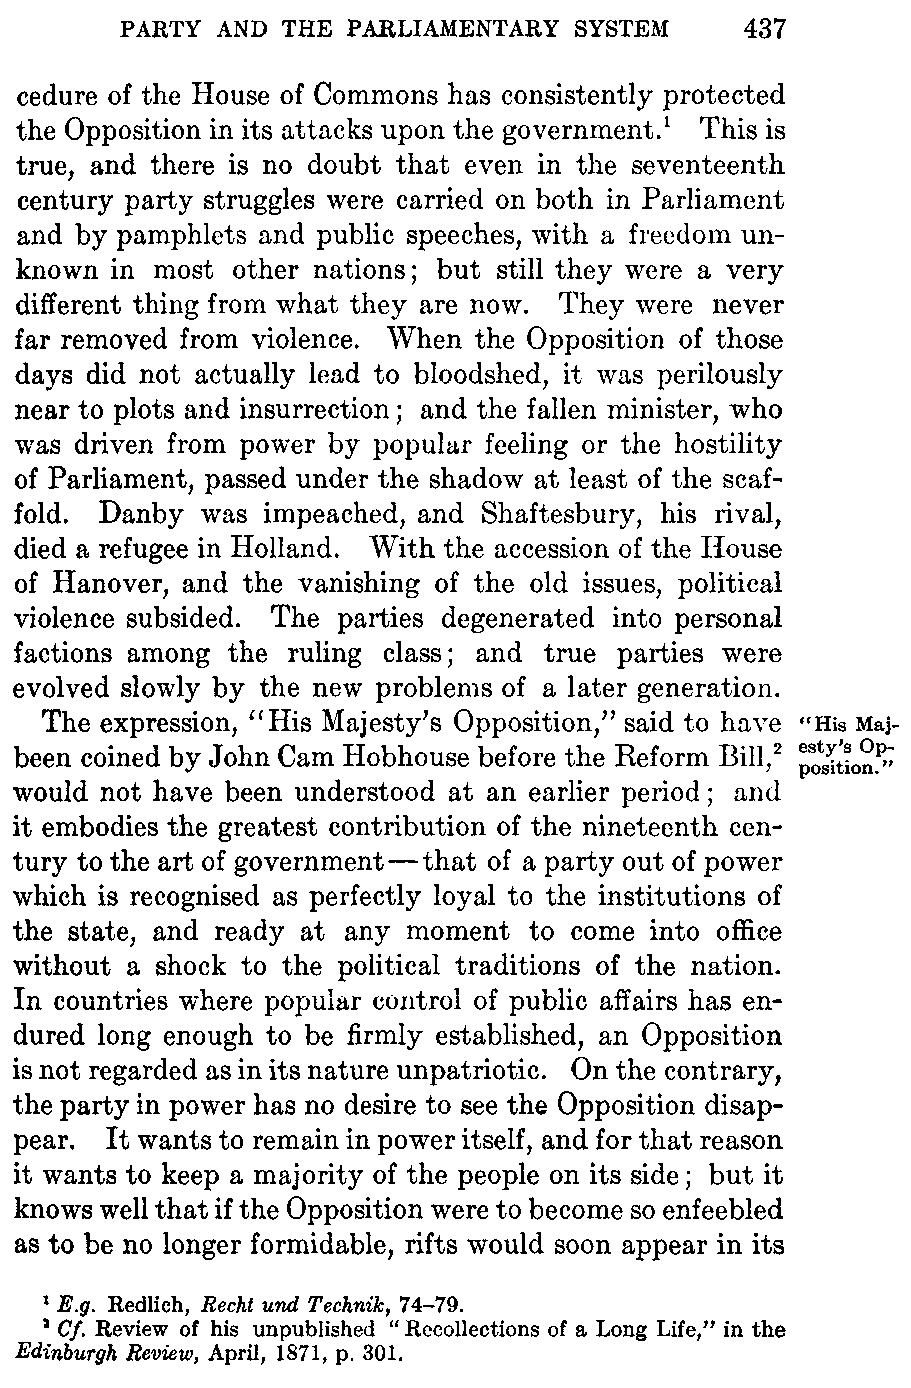 PARTY AND THE PARLIAMENTARY SYSTEM 437
cedure of the House of Commons has consistently protected
the Opposition in its attacks upon the government.¹ This is
true, and there is no doubt that even in the seventeenth
century party struggles were carried on both in Parliament
and by pamphlets and public speeches, with a freedom un-
known in most other nations; but still they were a very
different thing from what they are now. They were never
far removed from violence. When the Opposition of those
days did not actually lead to bloodshed, it was perilously
near to plots and insurrection; and the fallen minister, who
was driven from power by popular feeling or the hostility
of Parliament, passed under the shadow at least of the scaf-
fold. Danby was impeached, and Shaftesbury, his rival,
died a refugee in Holland. With the accession of the House
of Hanover, and the vanishing of the old issues, political
violence subsided. The parties degenerated into personal
factions among the ruling class; and true parties were
evolved slowly by the new problems of a later generation.
The expression, "His Majesty's Opposition," said to have
been coined by John Cam Hobhouse before the Reform Bill,²
would not have been understood at an earlier period; and
it embodies the greatest contribution of the nineteenth cen-
tury to the art of government—that of a party out of power
which is recognised as perfectly loyal to the institutions of
the state, and ready at any moment to come into office
without a shock to the political traditions of the nation.
In countries where popular control of public affairs has en-
dured long enough to be firmly established, an Opposition
is not regarded as in its nature unpatriotic. On the contrary,
the party in power has no desire to see the Opposition disap-
pear. It wants to remain in power itself, and for that reason
it wants to keep a majority of the people on its side; but it
knows well that if the Opposition were to become so enfeebled
as to be no longer formidable, rifts would soon appear in its
"His Maj-
esty's Op-
position."
¹ E.g. Redlich, Recht und Technik, 74–79.
² Cf. Review of his unpublished "Recollections of a Long Life," in the
Edinburgh Review, April, 1871, p. 301.